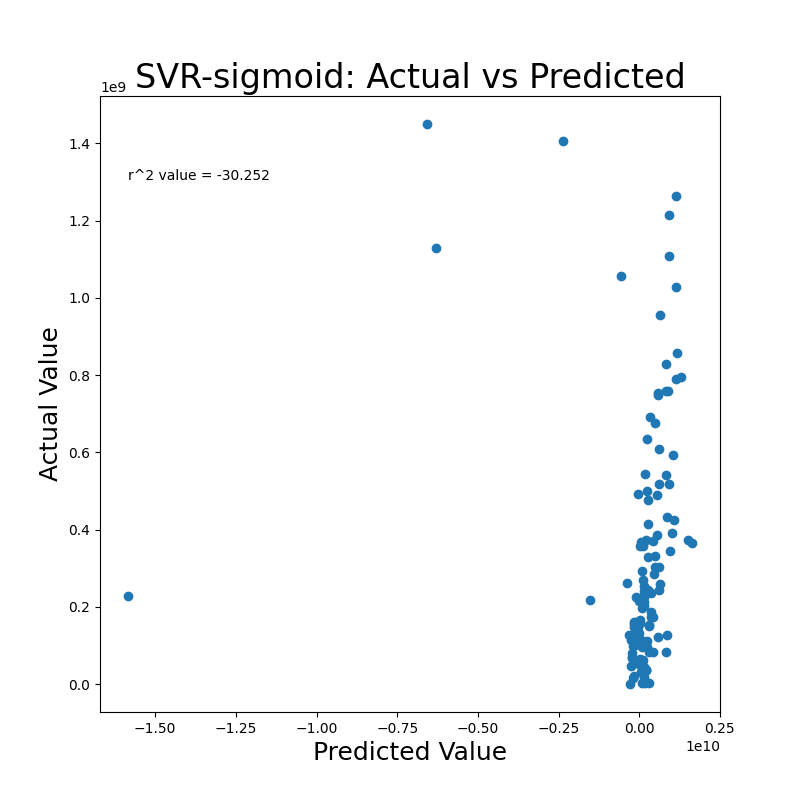 SVR-sigmoid: Actual vs Predicted
1e9
r^2 value = -30.252
1.4
1.2
1.0
0.8
0.6
0.4
0.2
0.0
Actual Value
−1.50 −1.25 −1.00 −0.75 −0.50 −0.25 0.00 0.25
1e10
Predicted Value